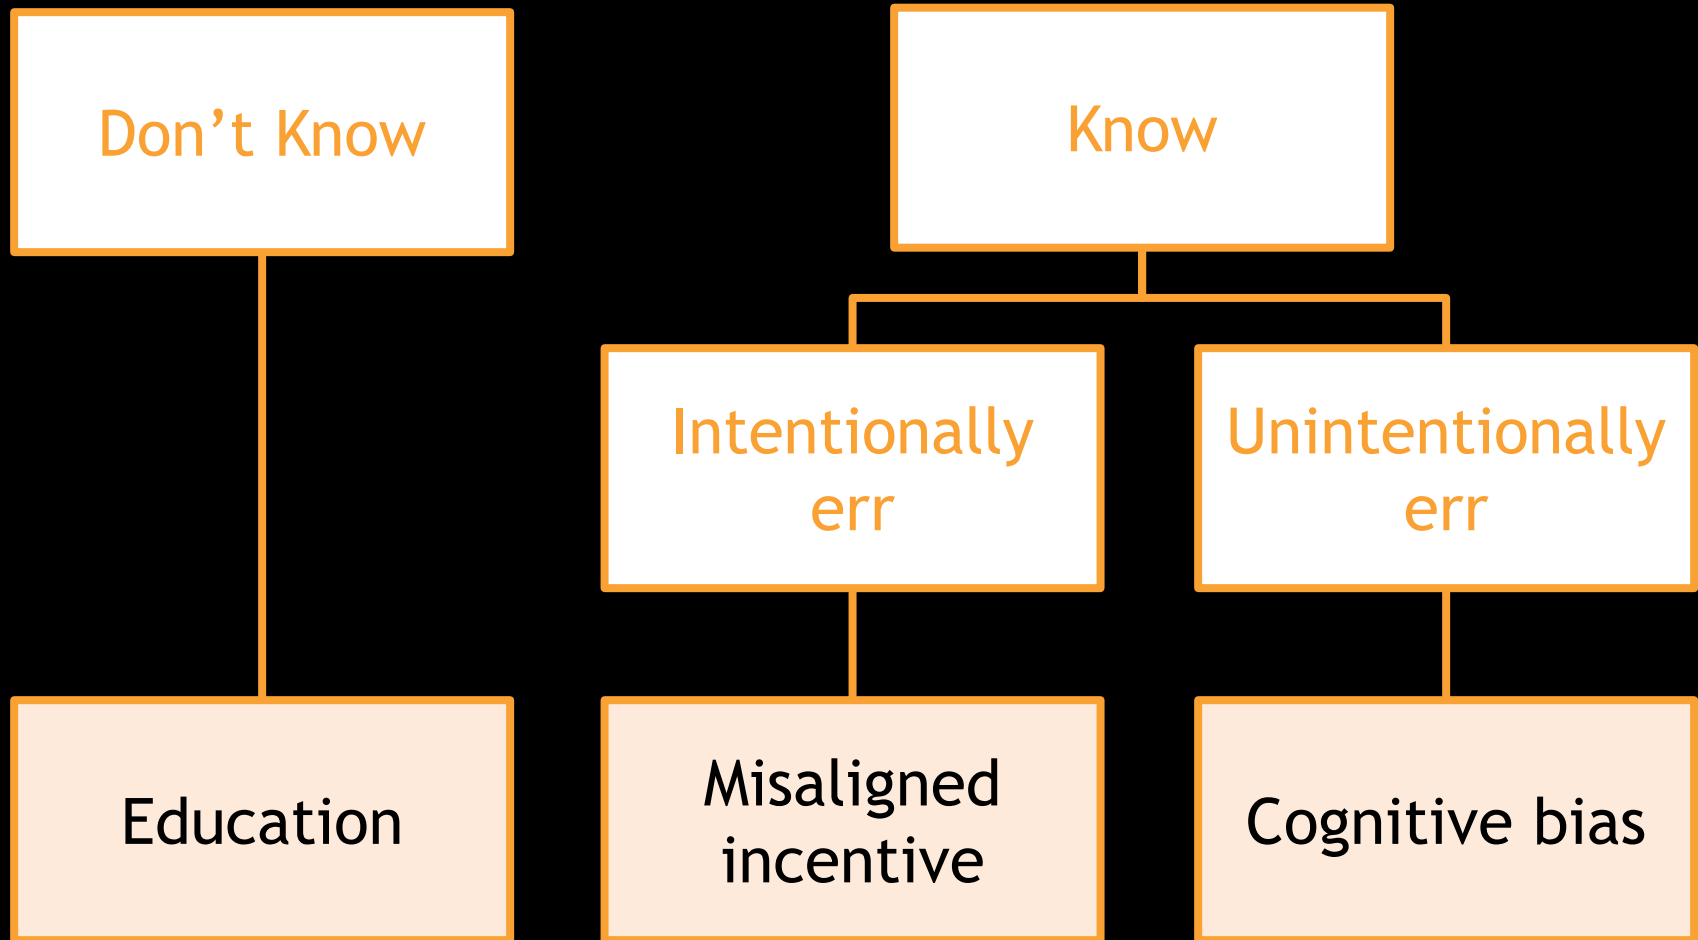 Don’t Know
Know
Intentionally
err
Unintentionally
err
Education
Misaligned
incentive
Cognitive bias